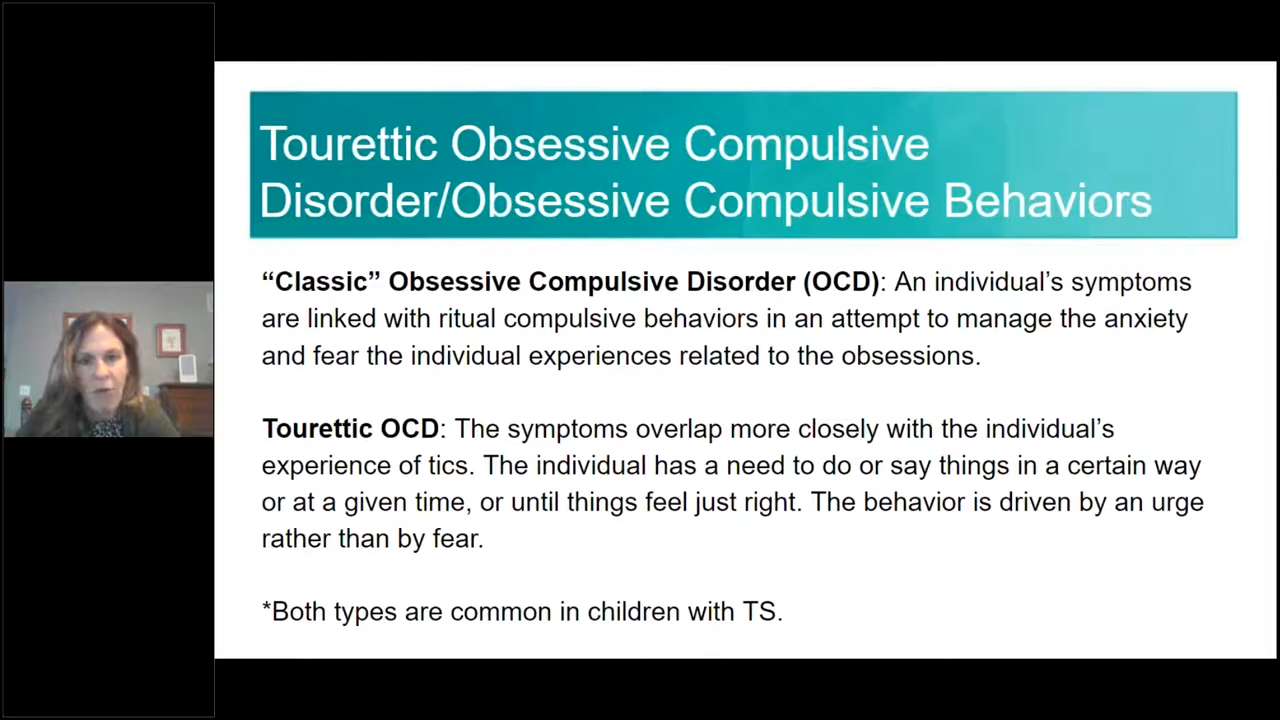 Tourettic Obsessive Compulsive
Disorder/Obsessive Compulsive Behaviors
“Classic” Obsessive Compulsive Disorder (OCD): An individual’s symptoms
are linked with ritual compulsive behaviors in an attempt to manage the anxiety
and fear the individual experiences related to the obsessions.
Tourettic OCD: The symptoms overlap more closely with the individual’s
experience of tics. The individual has a need to do or say things in a certain way
or at a given time, or until things feel just right. The behavior is driven by an urge
rather than by fear.
*Both types are common in children with TS.